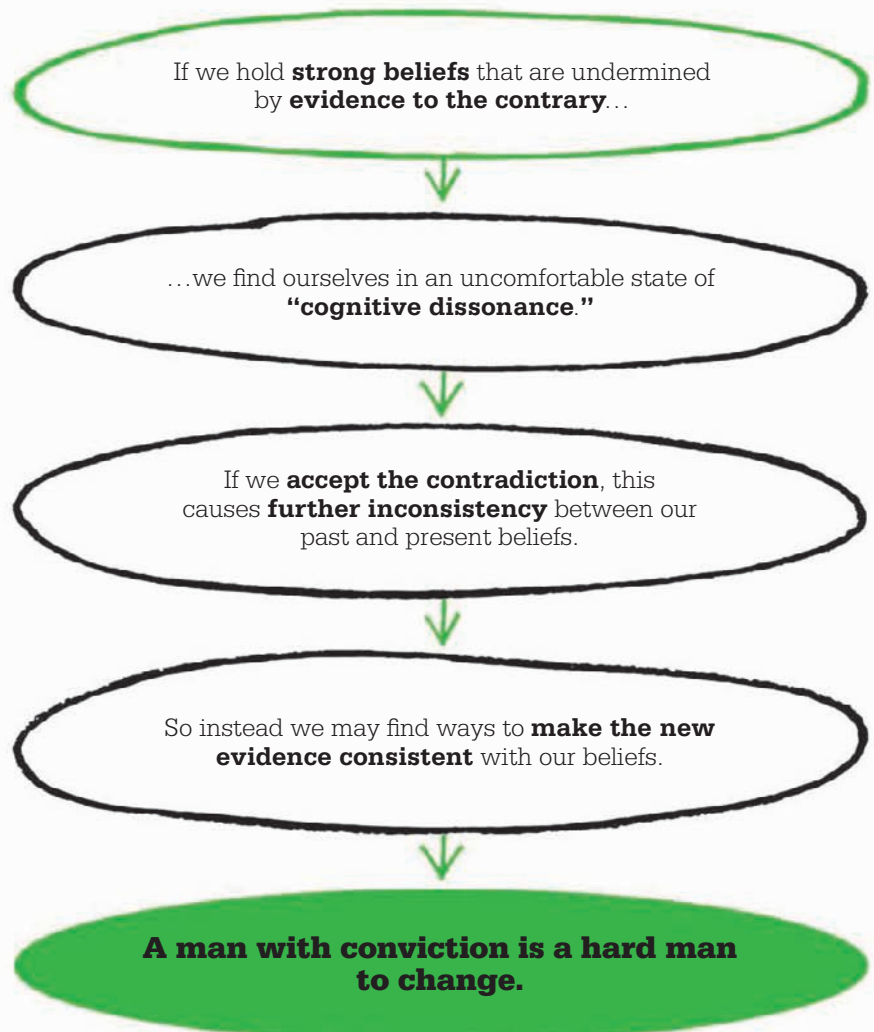 If we hold strong beliefs that are undermined
by evidence to the contrary…
…we find ourselves in an uncomfortable state of
“cognitive dissonance.”
If we accept the contradiction, this
causes further inconsistency between our
past and present beliefs.
So instead we may find ways to make the new
evidence consistent with our beliefs.
A man with conviction is a hard man
to change.